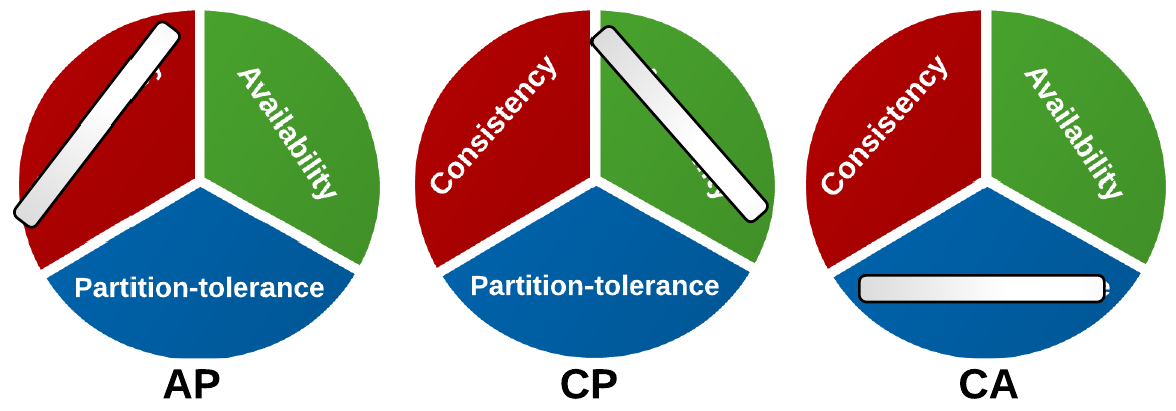 Availability
Partition-tolerance
AP
Consistency
Partition-tolerance
CP
Consistency
Availability
CA